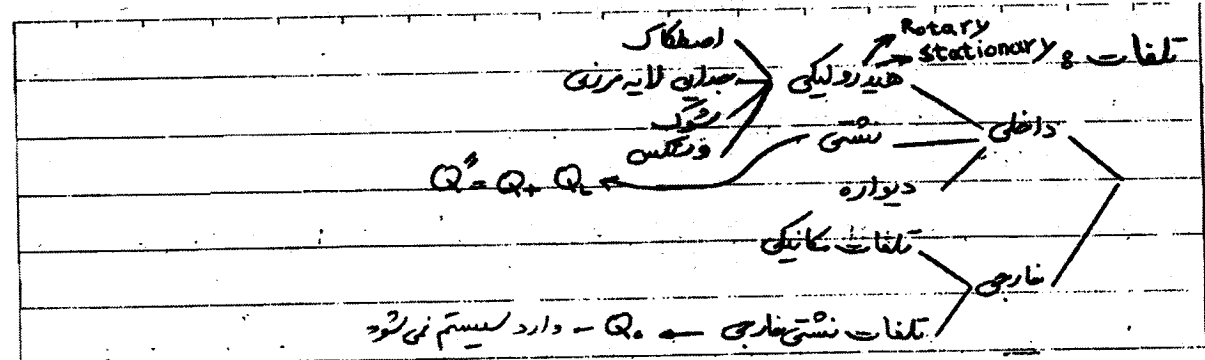 تلفات :
Rotary
Stationary
هیدرولیکی
اصطکاک
جدایی لایه مرزی
شوک
ورتکس
داخلی
نشتی
Q" = Q + Q_L
دیواره
خارجی
تلفات مکانیکی
تلفات نشتی خارجی ← Q₀ - وارد سیستم نمی‌شود